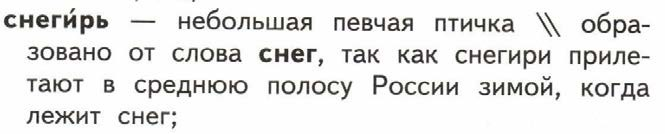 снеги́рь — небольшая певчая птичка \\ обра-
зовано от слова снег, так как снегири приле-
тают в среднюю полосу России зимой, когда
лежит снег;